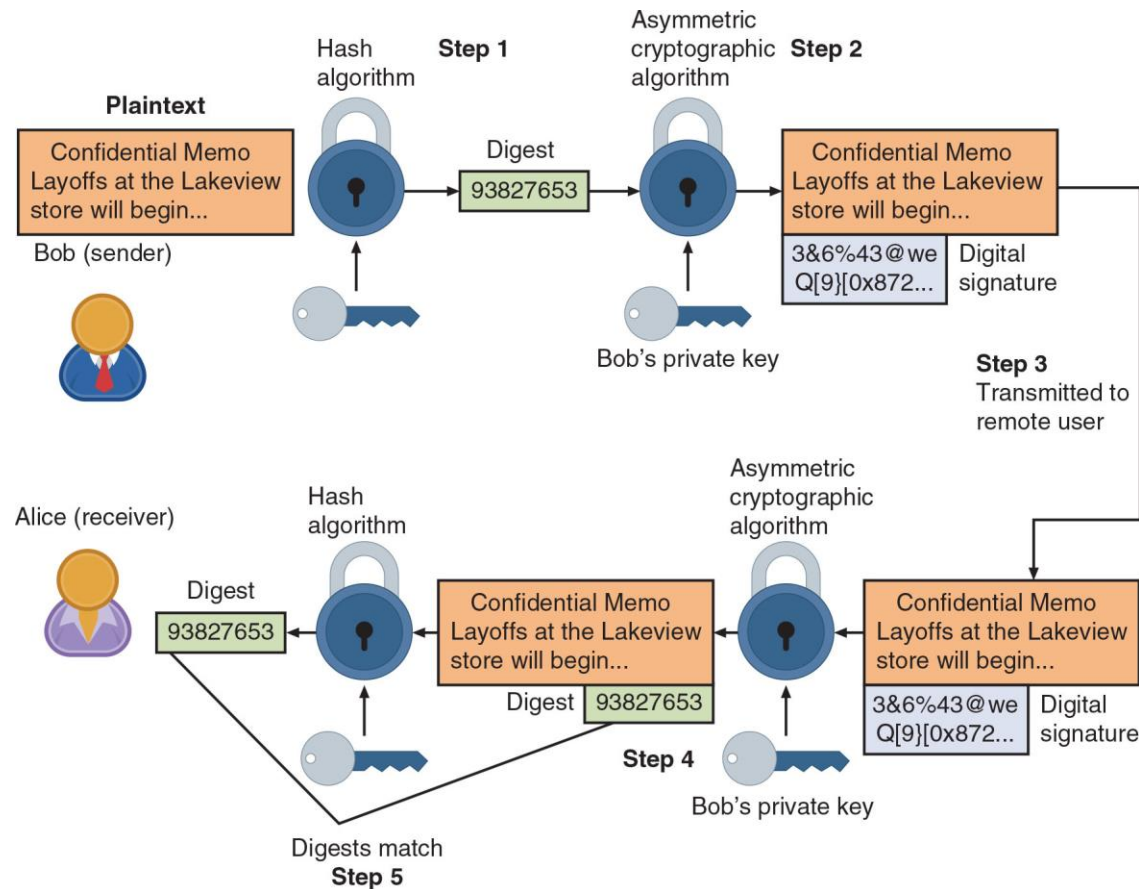 Hash
algorithm
Step 1
Asymmetric
cryptographic
algorithm
Step 2
Plaintext
Confidential Memo
Layoffs at the Lakeview
store will begin...
Bob (sender)
Digest
93827653
Bob's private key
Confidential Memo
Layoffs at the Lakeview
store will begin...
3&6%43@we
Q[9}[0x872...
Digital
signature
Step 3
Transmitted to
remote user
Alice (receiver)
Digest
93827653
Hash
algorithm
Confidential Memo
Layoffs at the Lakeview
store will begin...
Digest
93827653
Step 4
Asymmetric
cryptographic
algorithm
Bob's private key
Confidential Memo
Layoffs at the Lakeview
store will begin...
3&6%43@we
Q[9}[0x872...
Digital
signature
Digests match
Step 5